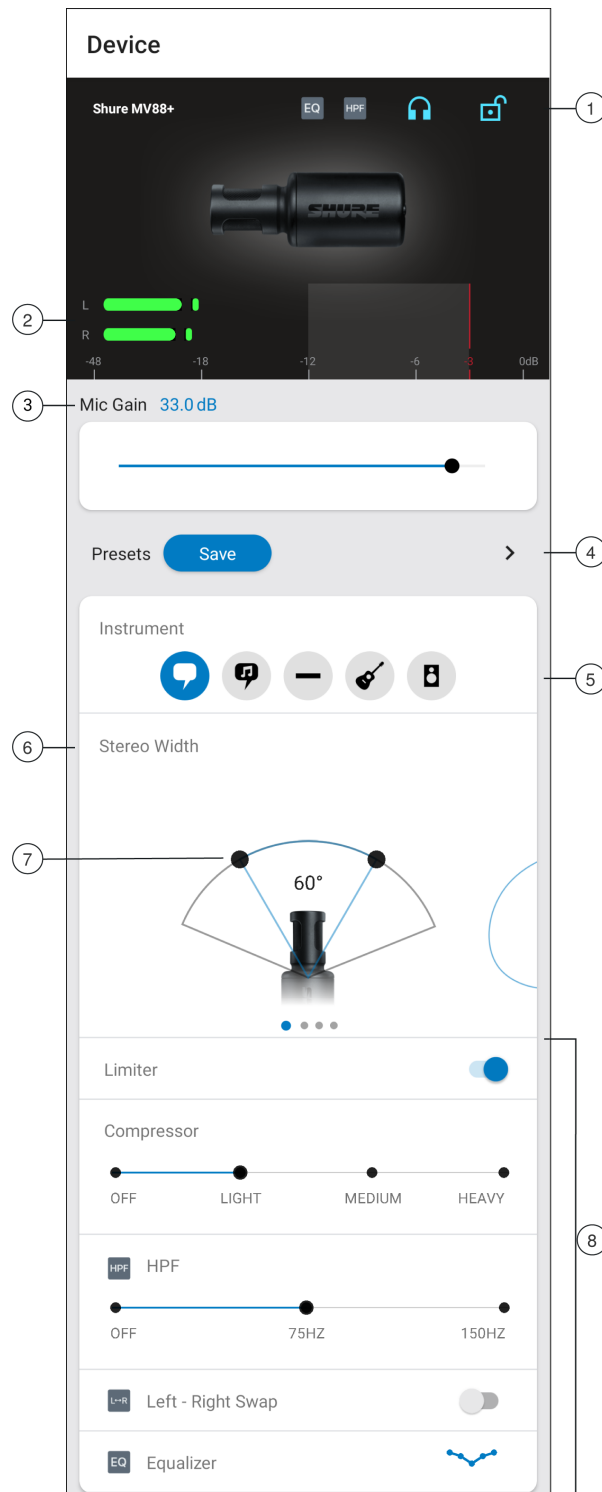 Device
Shure MV88+ EQ HPF 1
SHURE
L
2
R
-48 -18 -12 -6 -3 0dB
3 Mic Gain 33.0 dB
Presets Save 4
Instrument
5
6 Stereo Width
7
60°
Limiter
Compressor
OFF LIGHT MEDIUM HEAVY
8
HPF HPF
OFF 75HZ 150HZ
L↔R Left - Right Swap
EQ Equalizer